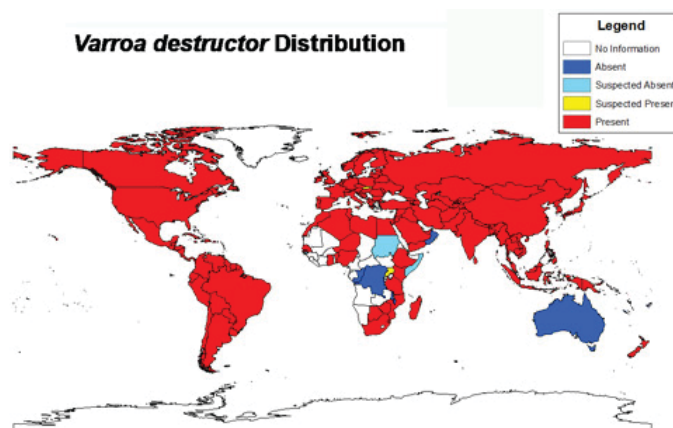 Varroa destructor Distribution
Legend
No Information
Absent
Suspected Absent
Suspected Present
Present